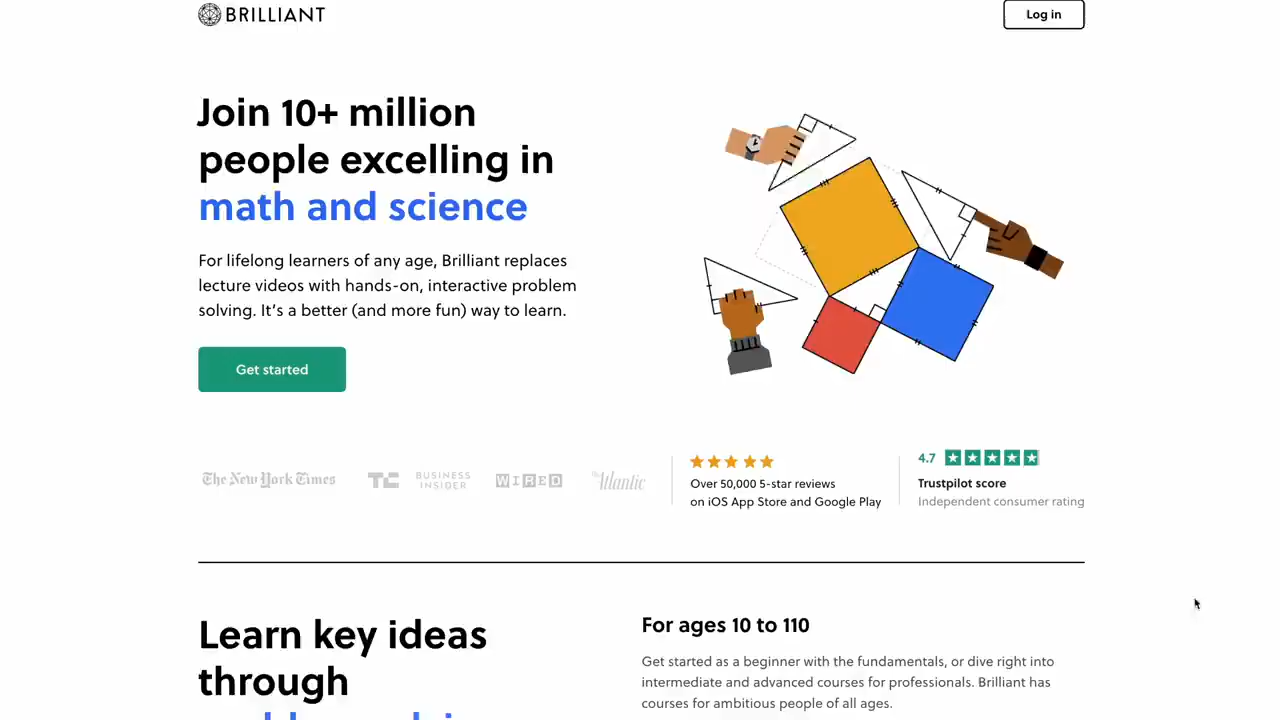 BRILLIANT
Log in
Join 10+ million
people excelling in
math and science
For lifelong learners of any age, Brilliant replaces
lecture videos with hands-on, interactive problem
solving. It's a better (and more fun) way to learn.
Get started
The New York Times
TC
BUSINESS
INSIDER
WIRED
The Atlantic
Over 50,000 5-star reviews
on iOS App Store and Google Play
4.7
Trustpilot score
Independent consumer rating
Learn key ideas
through
For ages 10 to 110
Get started as a beginner with the fundamentals, or dive right into
intermediate and advanced courses for professionals. Brilliant has
courses for ambitious people of all ages.